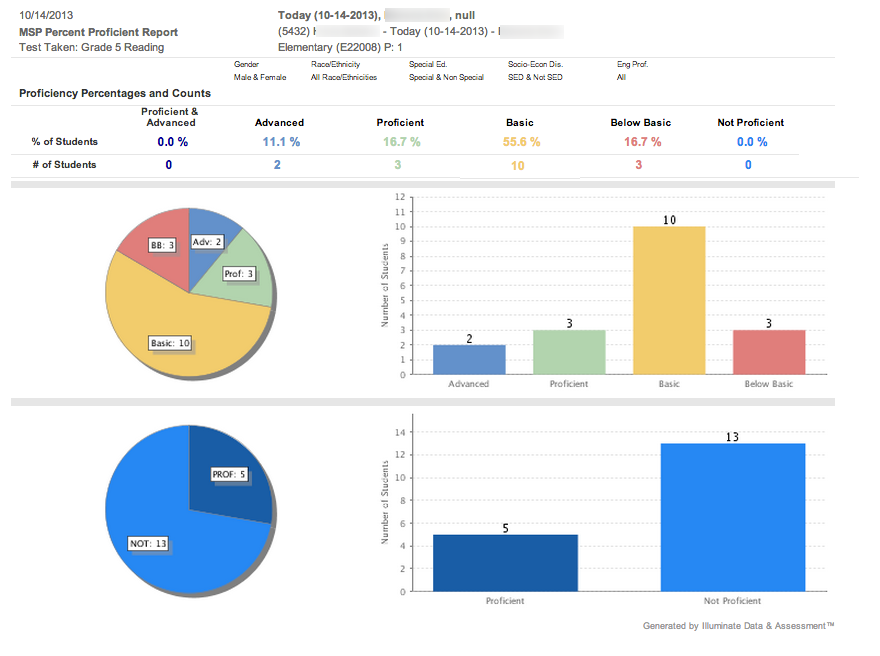 10/14/2013
MSP Percent Proficient Report
Test Taken: Grade 5 Reading
Today (10-14-2013), , null
(5432) - Today (10-14-2013) -
Elementary (E22008) P: 1
Gender Race/Ethnicity Special Ed. Socio-Econ Dis. Eng Prof.
Male & Female All Race/Ethnicities Special & Non Special SED & Not SED All
Proficiency Percentages and Counts
Proficient &
Advanced Advanced Proficient Basic Below Basic Not Proficient
% of Students 0.0 % 11.1 % 16.7 % 55.6 % 16.7 % 0.0 %
# of Students 0 2 3 10 3 0
BB: 3
Adv: 2
Prof: 3
Basic: 10
Number of Students
12
11
10
9
8
7
6
5
4
3
2
1
0
2
3
10
3
Advanced Proficient Basic Below Basic
PROF: 5
NOT: 13
Number of Students
14
12
10
8
6
4
2
0
5
13
Proficient Not Proficient
Generated by Illuminate Data & Assessment™